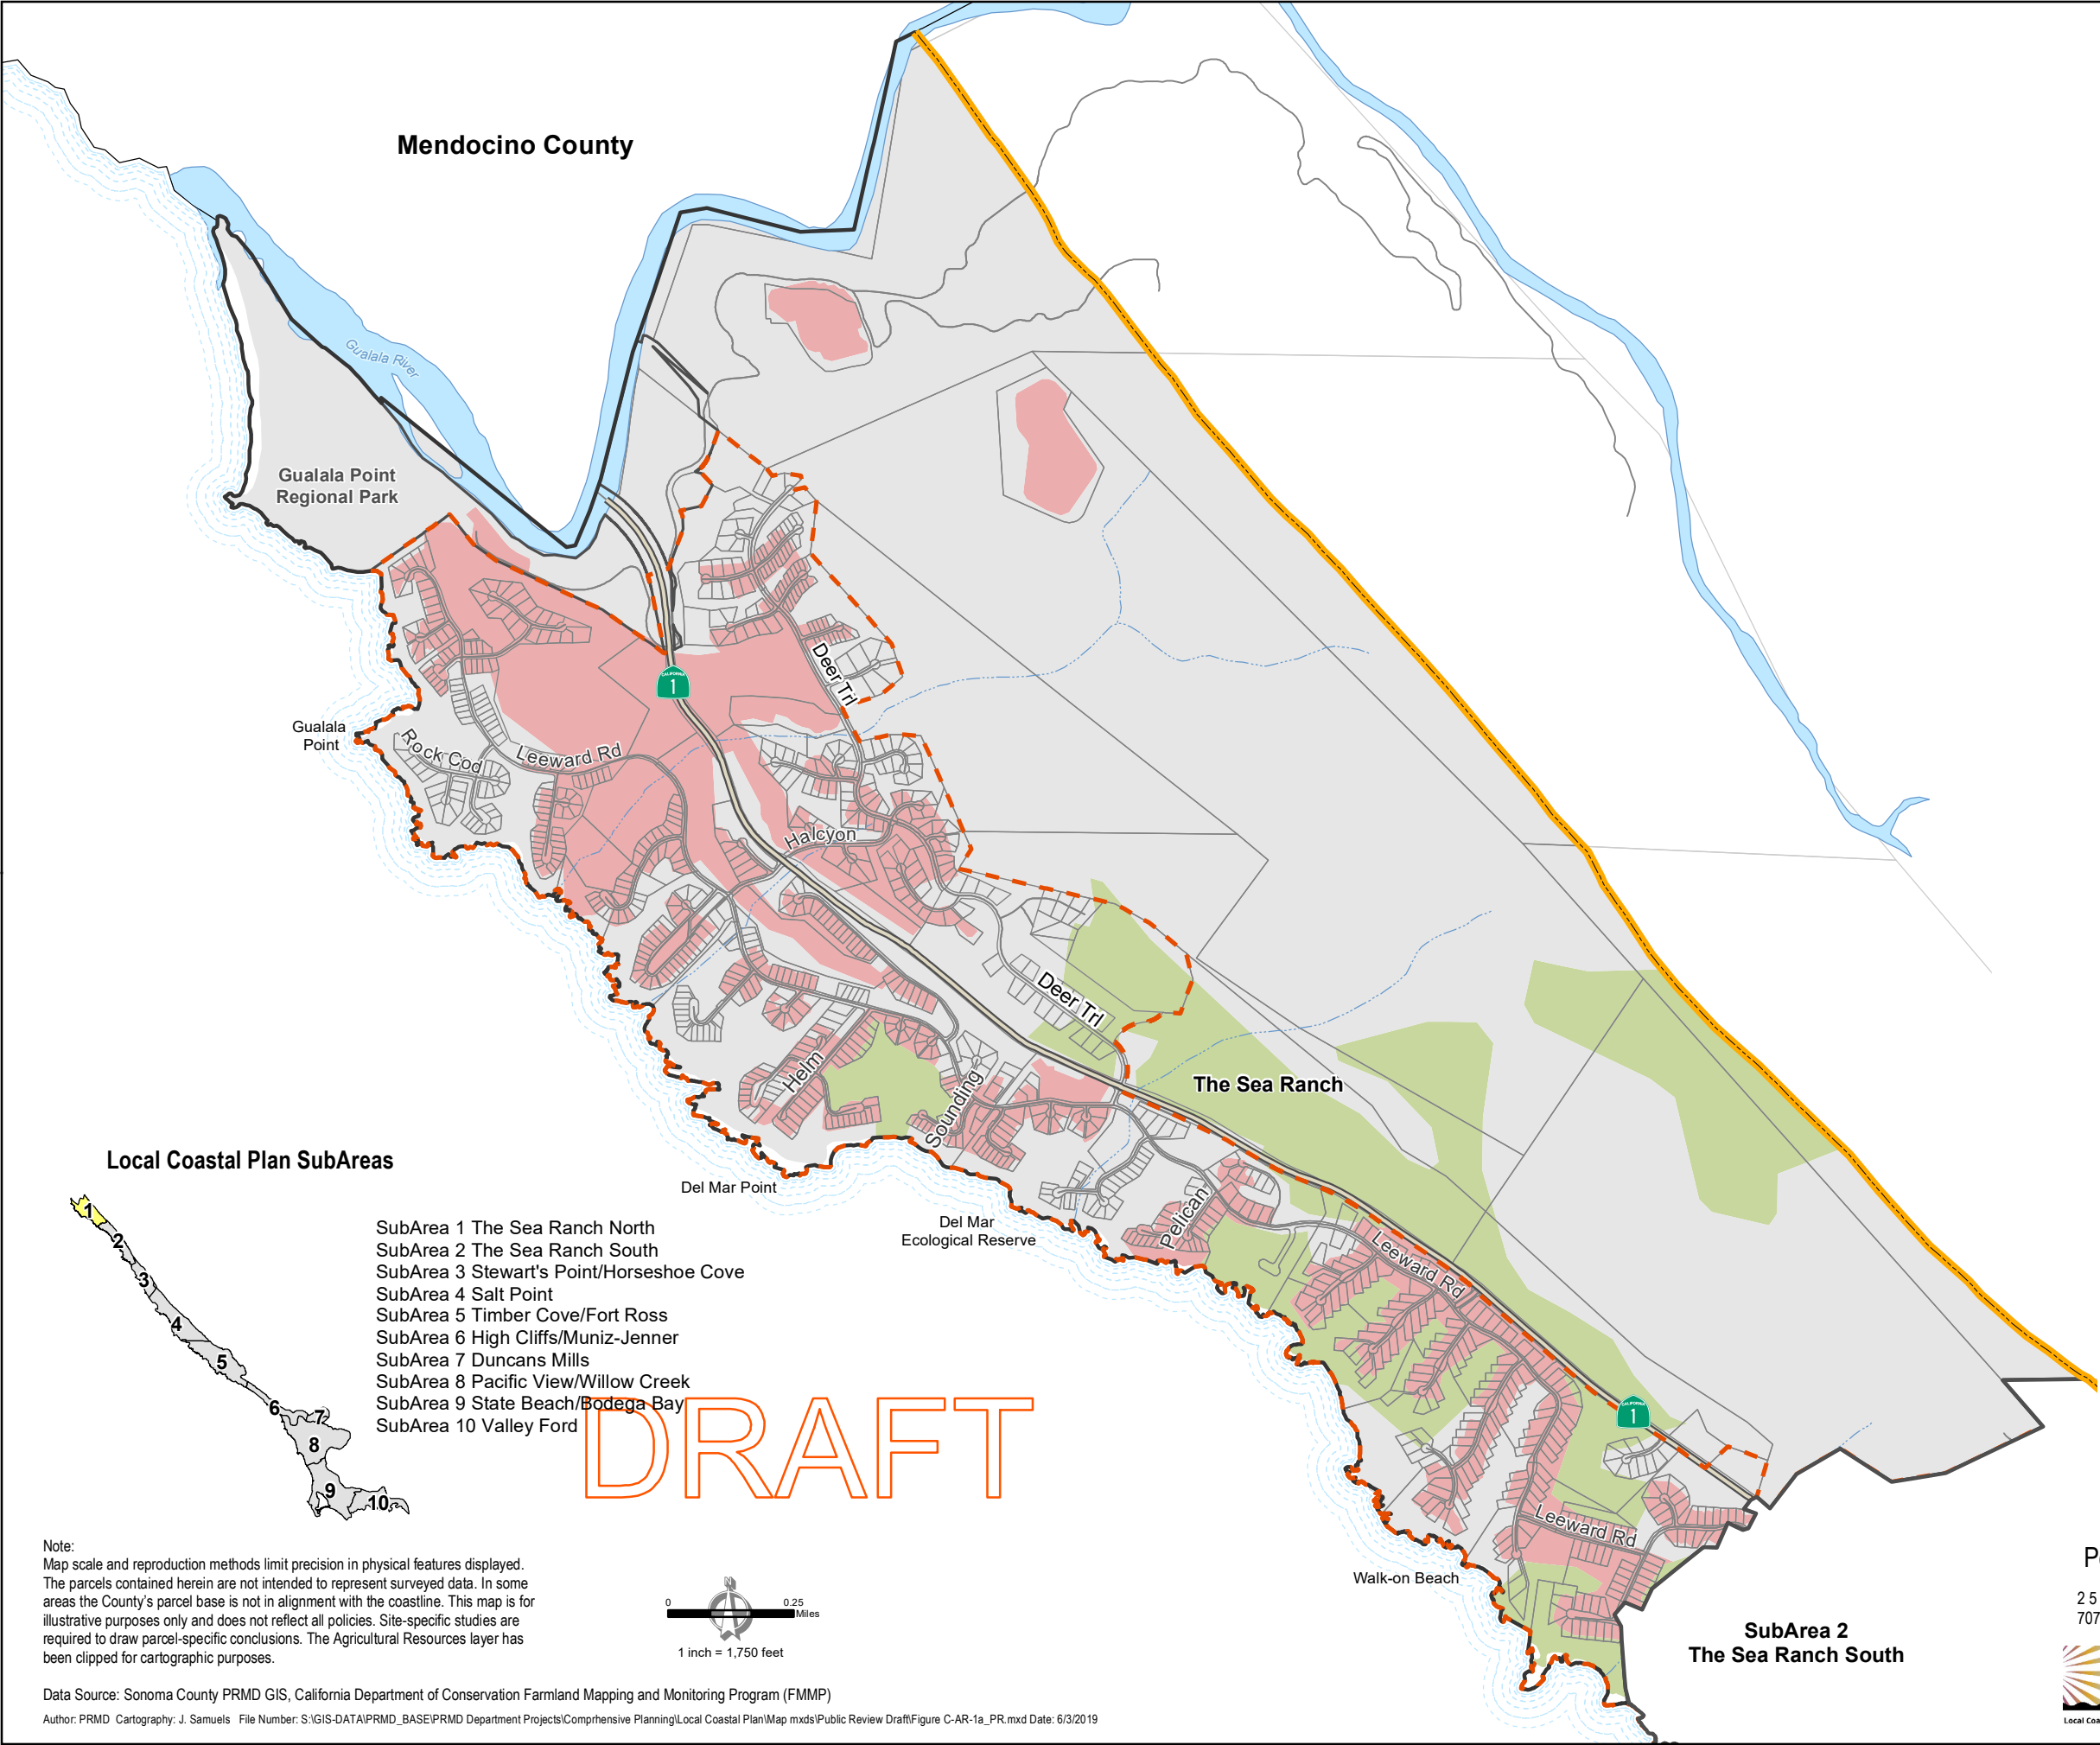 Mendocino County
Gualala River
Gualala Point
Regional Park
Deer Trl
CALIFORNIA
1
Gualala
Point
Rock Cod
Leeward Rd
Halcyon
Deer Trl
Helm
Sounding
The Sea Ranch
Del Mar Point
Del Mar
Ecological Reserve
Pelican
Leeward Rd
CALIFORNIA
1
Leeward Rd
Walk-on Beach
SubArea 2
The Sea Ranch South
Local Coastal Plan SubAreas
1
2
3
4
5
6
7
8
9
10
SubArea 1 The Sea Ranch North
SubArea 2 The Sea Ranch South
SubArea 3 Stewart's Point/Horseshoe Cove
SubArea 4 Salt Point
SubArea 5 Timber Cove/Fort Ross
SubArea 6 High Cliffs/Muniz-Jenner
SubArea 7 Duncans Mills
SubArea 8 Pacific View/Willow Creek
SubArea 9 State Beach/Bodega Bay
SubArea 10 Valley Ford
DRAFT
Note:
Map scale and reproduction methods limit precision in physical features displayed.
The parcels contained herein are not intended to represent surveyed data. In some
areas the County's parcel base is not in alignment with the coastline. This map is for
illustrative purposes only and does not reflect all policies. Site-specific studies are
required to draw parcel-specific conclusions. The Agricultural Resources layer has
been clipped for cartographic purposes.
N
0 0.25
Miles
1 inch = 1,750 feet
Data Source: Sonoma County PRMD GIS, California Department of Conservation Farmland Mapping and Monitoring Program (FMMP)
Author: PRMD Cartography: J. Samuels File Number: S:\GIS-DATA\PRMD_BASE\PRMD Department Projects\Comprhensive Planning\Local Coastal Plan\Map mxds\Public Review Draft\Figure C-AR-1a_PR.mxd Date: 6/3/2019
2 5
707
Local Coa